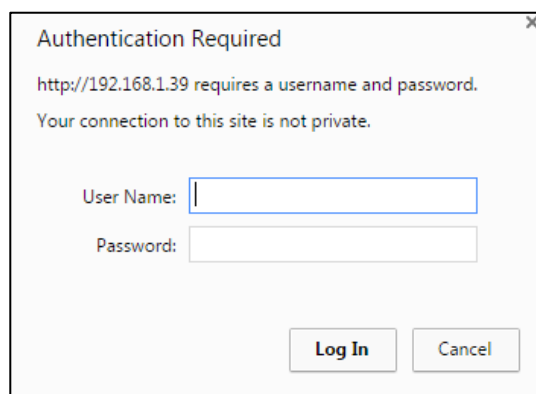 Authentication Required
http://192.168.1.39 requires a username and password.
Your connection to this site is not private.
User Name:
Password:
Log In
Cancel